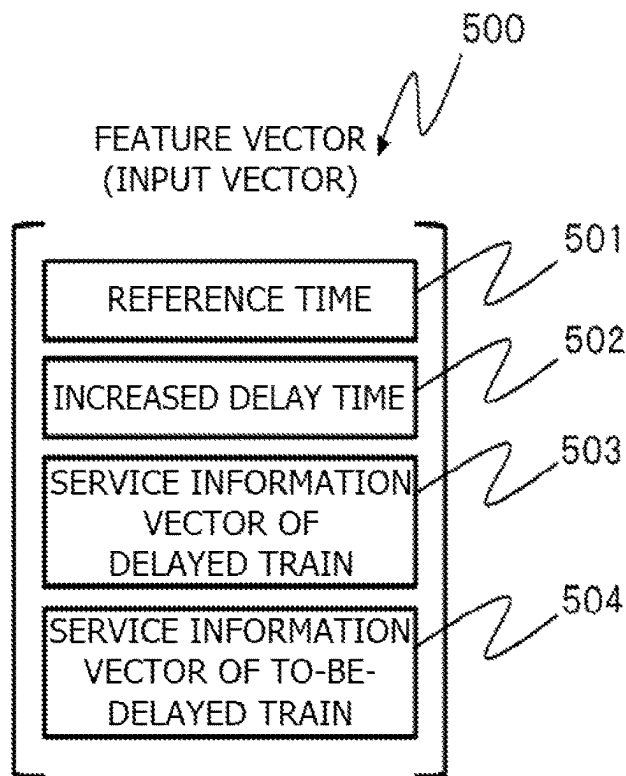 500
FEATURE VECTOR
(INPUT VECTOR)
501
REFERENCE TIME
502
INCREASED DELAY TIME
503
SERVICE INFORMATION
VECTOR OF
DELAYED TRAIN
504
SERVICE INFORMATION
VECTOR OF TO-BE-
DELAYED TRAIN